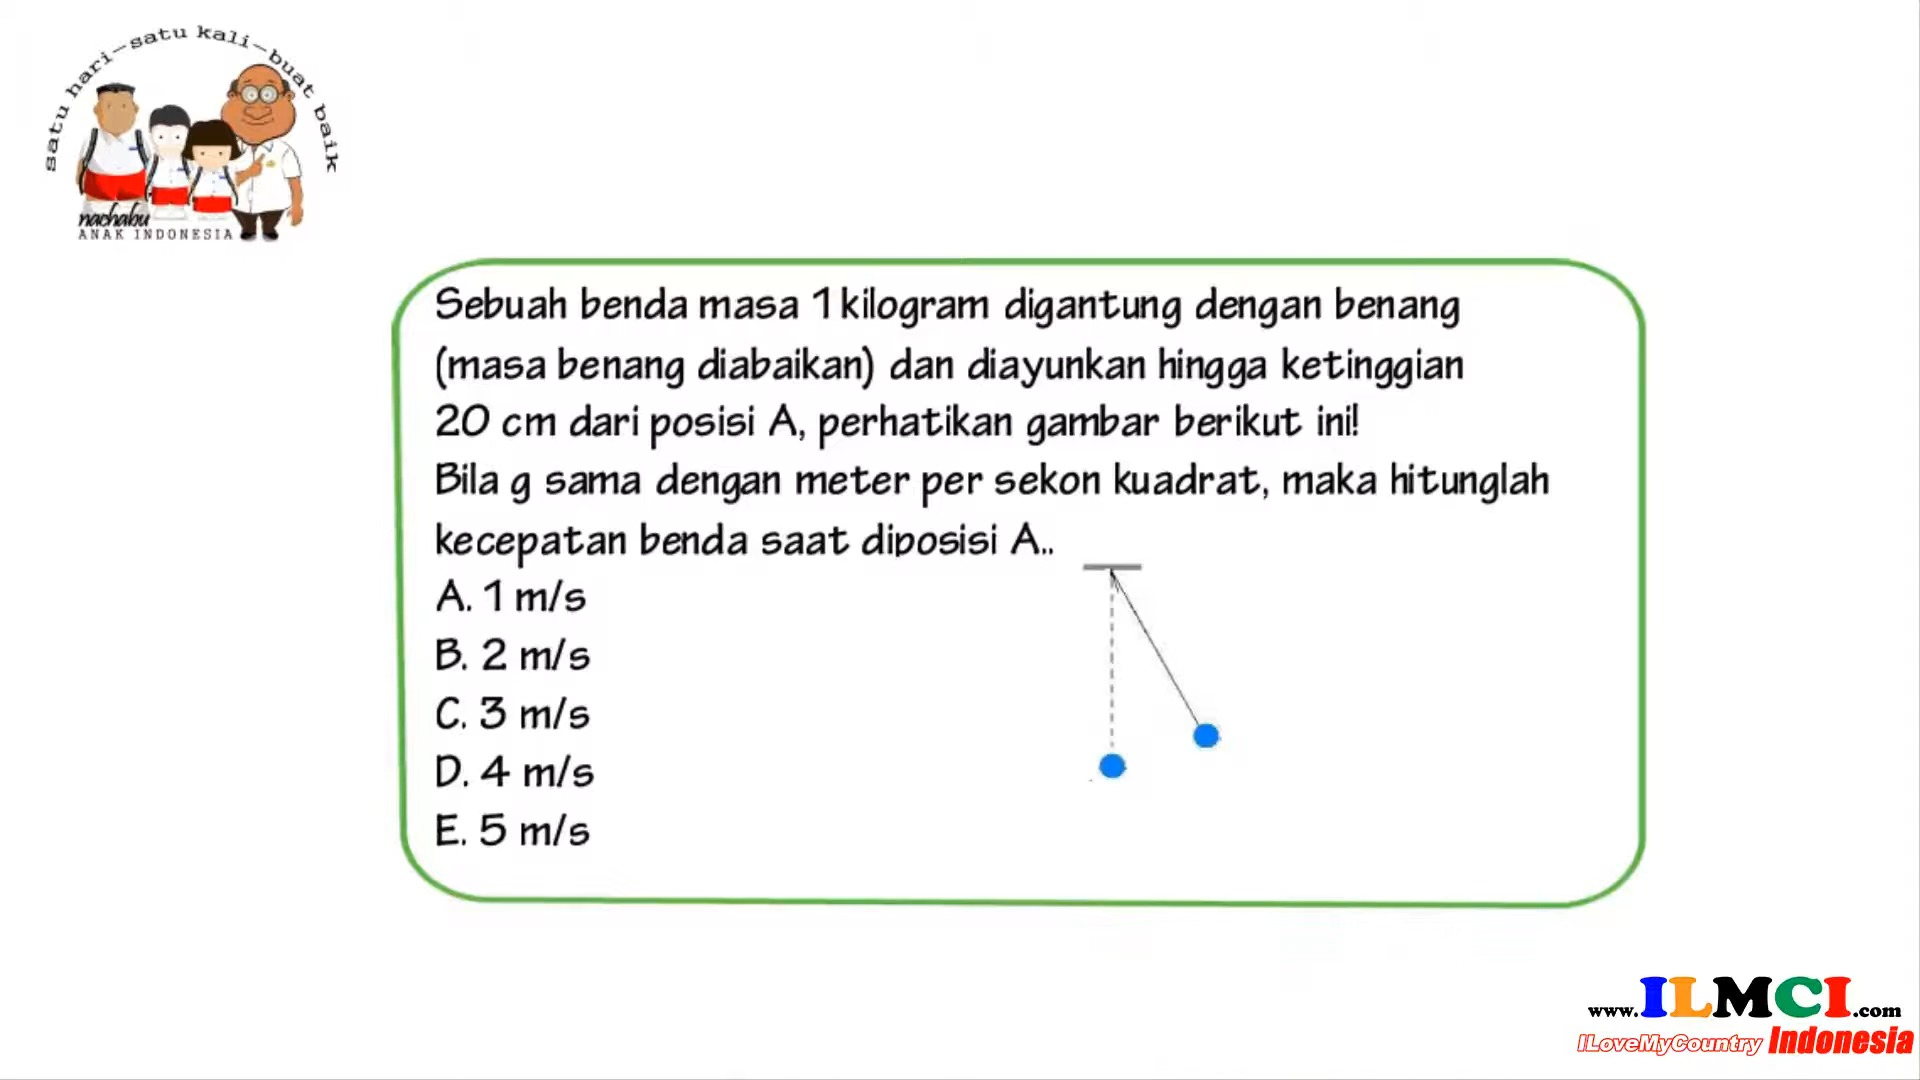 satu hari-satu kali-buat baik
nachabu
ANAK INDONESIA
Sebuah benda masa 1 kilogram digantung dengan benang
(masa benang diabaikan) dan diayunkan hingga ketinggian
20 cm dari posisi A, perhatikan gambar berikut ini!
Bila g sama dengan meter per sekon kuadrat, maka hitunglah
kecepatan benda saat diposisi A..
A. 1 m/s
B. 2 m/s
C. 3 m/s
D. 4 m/s
E. 5 m/s
www.ILMCI.com
ILoveMyCountry Indonesia